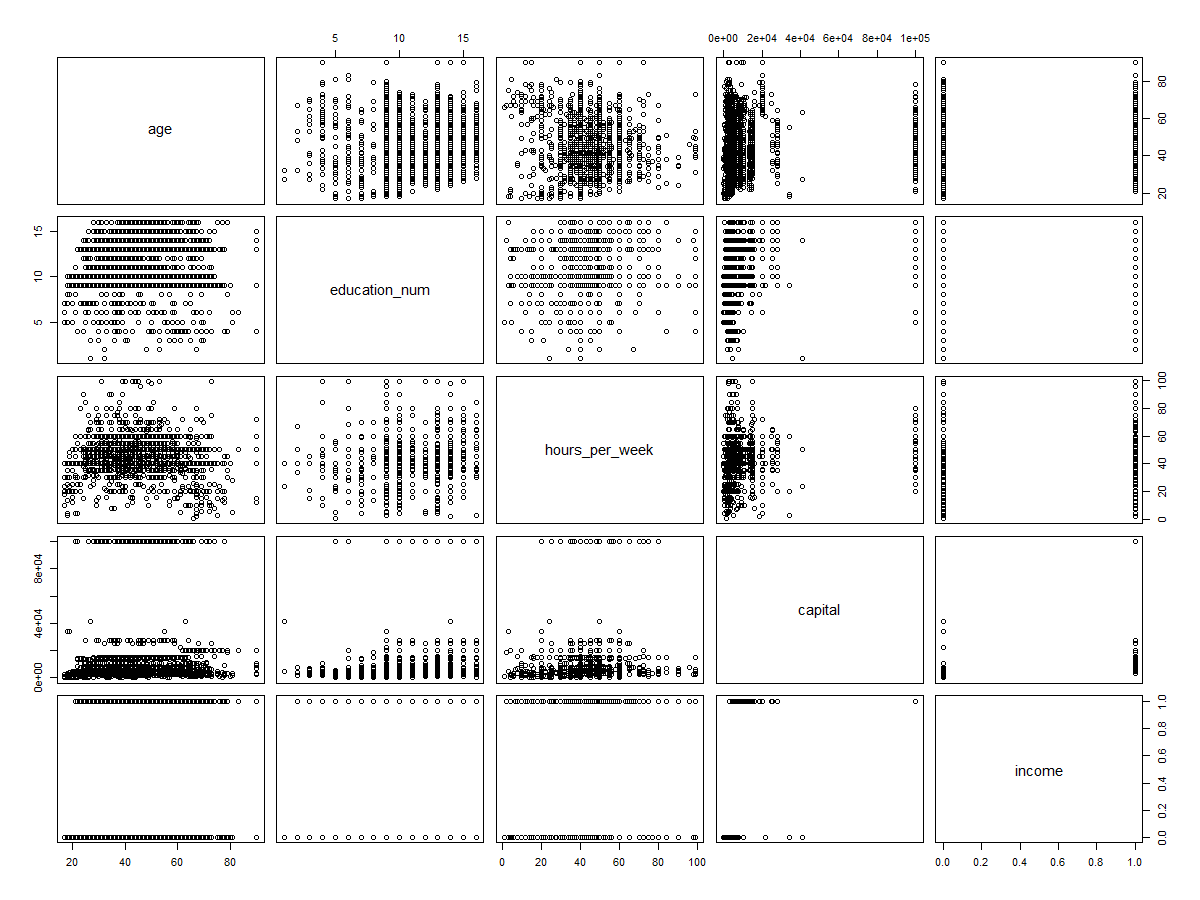 5 10 15 0e+00 2e+04 4e+04 6e+04 8e+04 1e+05
age
20 40 60 80
5 10 15
education_num
hours_per_week
0 20 40 60 80 100
0e+00 4e+04 8e+04
capital
income
0.0 0.2 0.4 0.6 0.8 1.0
20 40 60 80 0 20 40 60 80 100 0.0 0.2 0.4 0.6 0.8 1.0